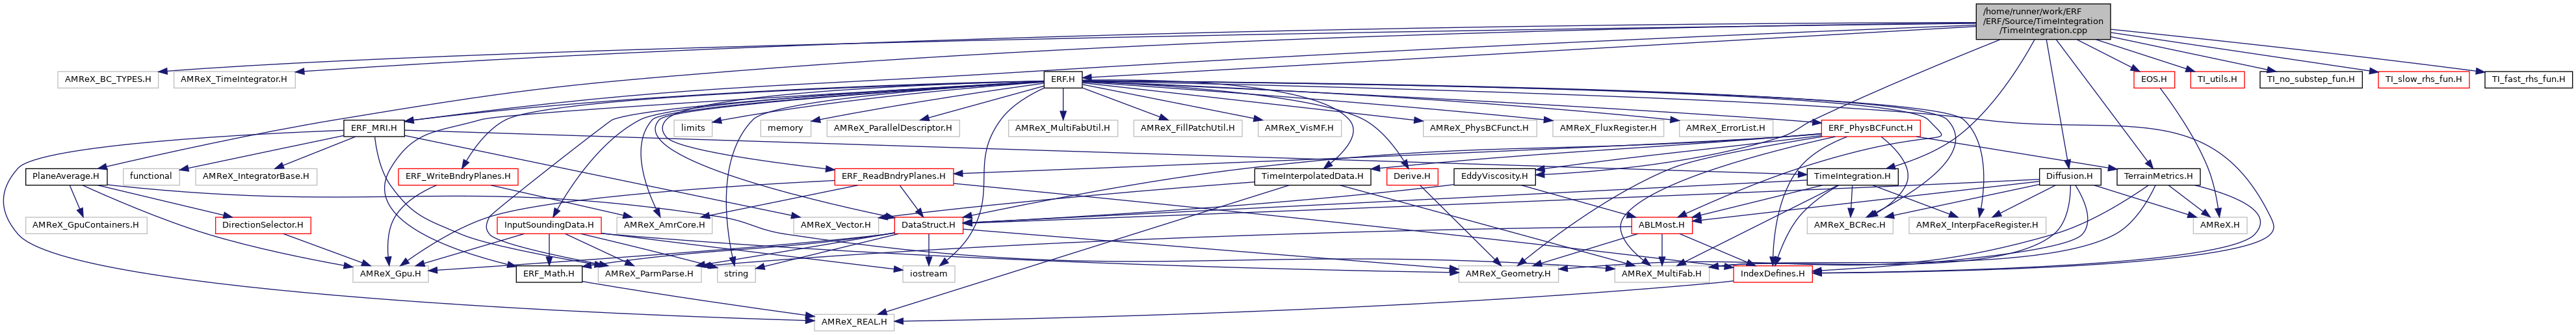 /home/runner/work/ERF
/ERF/Source/TimeIntegration
/TimeIntegration.cpp
AMReX_BC_TYPES.H
AMReX_TimeIntegrator.H
ERF.H
EOS.H
TI_utils.H
TI_no_substep_fun.H
TI_slow_rhs_fun.H
TI_fast_rhs_fun.H
ERF_MRI.H
limits
memory
AMReX_ParallelDescriptor.H
AMReX_MultiFabUtil.H
AMReX_FillPatchUtil.H
AMReX_VisMF.H
AMReX_PhysBCFunct.H
AMReX_FluxRegister.H
AMReX_ErrorList.H
ERF_PhysBCFunct.H
PlaneAverage.H
functional
AMReX_IntegratorBase.H
ERF_WriteBndryPlanes.H
ERF_ReadBndryPlanes.H
TimeInterpolatedData.H
Derive.H
EddyViscosity.H
TimeIntegration.H
Diffusion.H
TerrainMetrics.H
AMReX_GpuContainers.H
DirectionSelector.H
InputSoundingData.H
AMReX_AmrCore.H
AMReX_Vector.H
DataStruct.H
ABLMost.H
AMReX_BCRec.H
AMReX_InterpFaceRegister.H
AMReX.H
AMReX_Gpu.H
ERF_Math.H
AMReX_ParmParse.H
string
iostream
AMReX_Geometry.H
AMReX_MultiFab.H
IndexDefines.H
AMReX_REAL.H